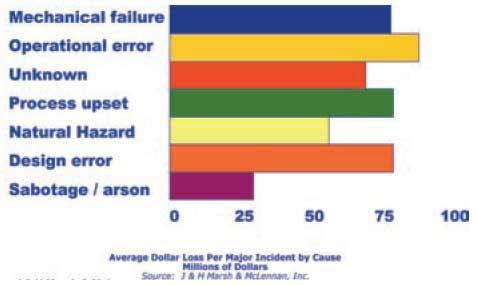 Mechanical failure
Operational error
Unknown
Process upset
Natural Hazard
Design error
Sabotage / arson
0 25 50 75 100
Average Dollar Loss Per Major Incident by Cause
Millions of Dollars
Source: J & H Marsh & McLennan, Inc.